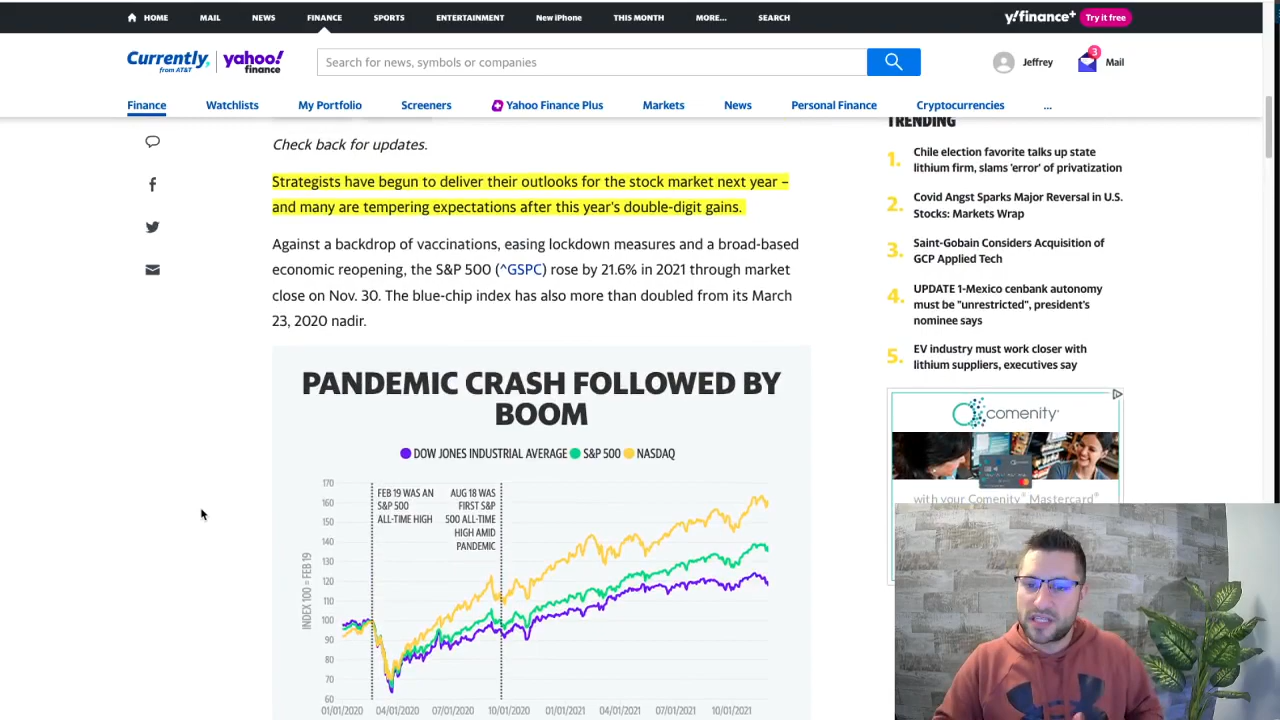 HOME MAIL NEWS FINANCE SPORTS ENTERTAINMENT New iPhone THIS MONTH MORE... SEARCH y!finance+ Try it free
Currently, from AT&T yahoo! finance
Search for news, symbols or companies
Jeffrey
3
Mail
Finance Watchlists My Portfolio Screeners Yahoo Finance Plus Markets News Personal Finance Cryptocurrencies ...
Check back for updates.
Strategists have begun to deliver their outlooks for the stock market next year –
and many are tempering expectations after this year's double-digit gains.
Against a backdrop of vaccinations, easing lockdown measures and a broad-based
economic reopening, the S&P 500 (^GSPC) rose by 21.6% in 2021 through market
close on Nov. 30. The blue-chip index has also more than doubled from its March
23, 2020 nadir.
PANDEMIC CRASH FOLLOWED BY
BOOM
DOW JONES INDUSTRIAL AVERAGE S&P 500 NASDAQ
INDEX 100 = FEB 19
170
160
150
140
130
120
110
100
90
80
70
60
FEB 19 WAS AN
S&P 500
ALL-TIME HIGH
AUG 18 WAS
FIRST S&P
500 ALL-TIME
HIGH AMID
PANDEMIC
01/01/2020 04/01/2020 07/01/2020 10/01/2020 01/01/2021 04/01/2021 07/01/2021 10/01/2021
TRENDING
1. Chile election favorite talks up state
lithium firm, slams 'error' of privatization
2. Covid Angst Sparks Major Reversal in U.S.
Stocks: Markets Wrap
3. Saint-Gobain Considers Acquisition of
GCP Applied Tech
4. UPDATE 1-Mexico cenbank autonomy
must be "unrestricted", president's
nominee says
5. EV industry must work closer with
lithium suppliers, executives say
comenity
with your Comenity® Mastercard®